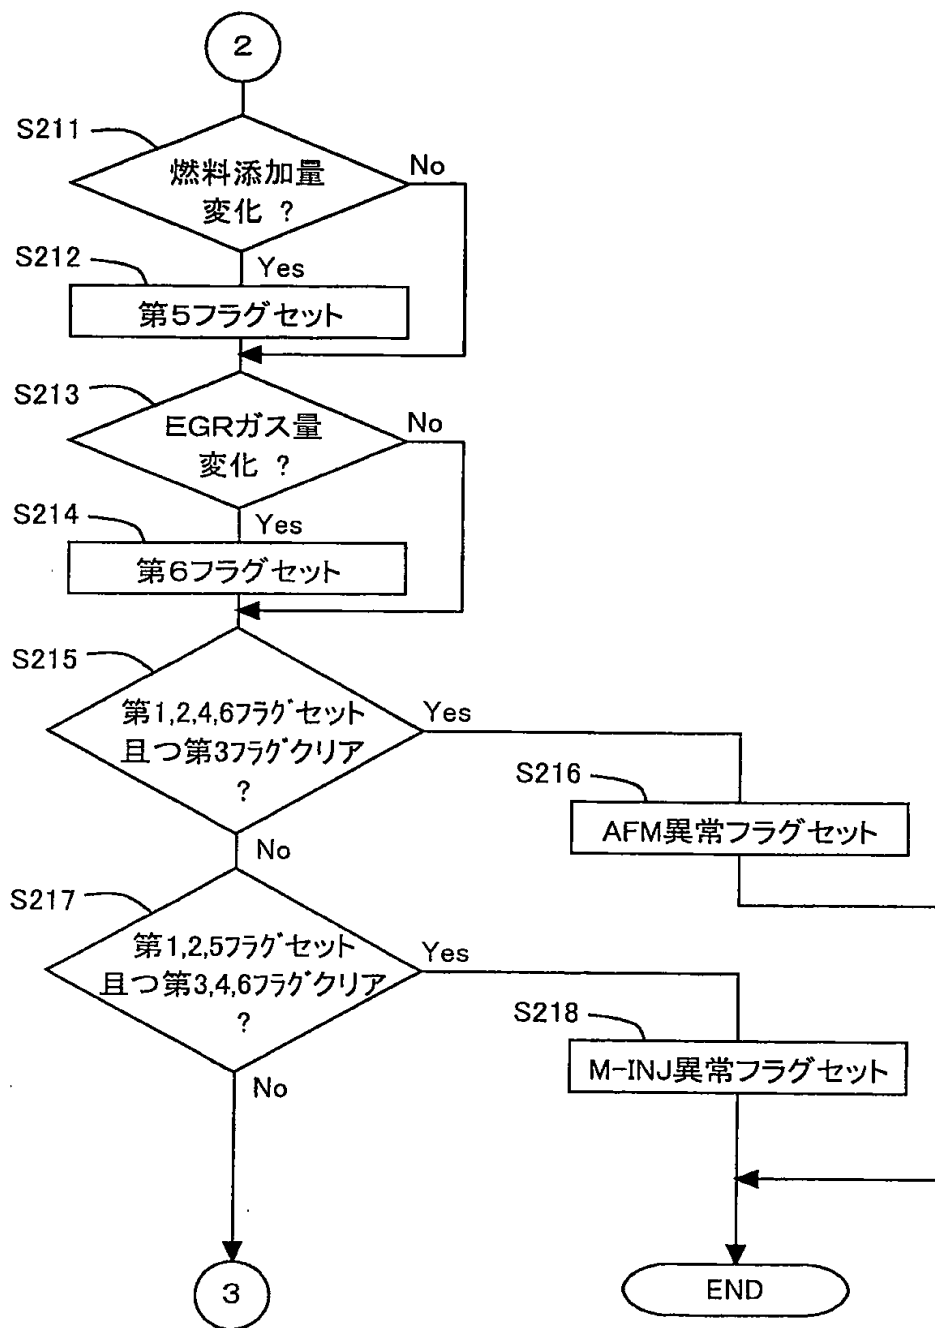 2
S211
燃料添加量
変化 ?
No
S212
Yes
第5フラグセット
S213
EGRガス量
変化 ?
No
S214
Yes
第6フラグセット
S215
第1,2,4,6フラグセット
且つ第3フラグクリア
?
Yes
S216
AFM異常フラグセット
No
S217
第1,2,5フラグセット
且つ第3,4,6フラグクリア
?
Yes
S218
M-INJ異常フラグセット
No
3
END